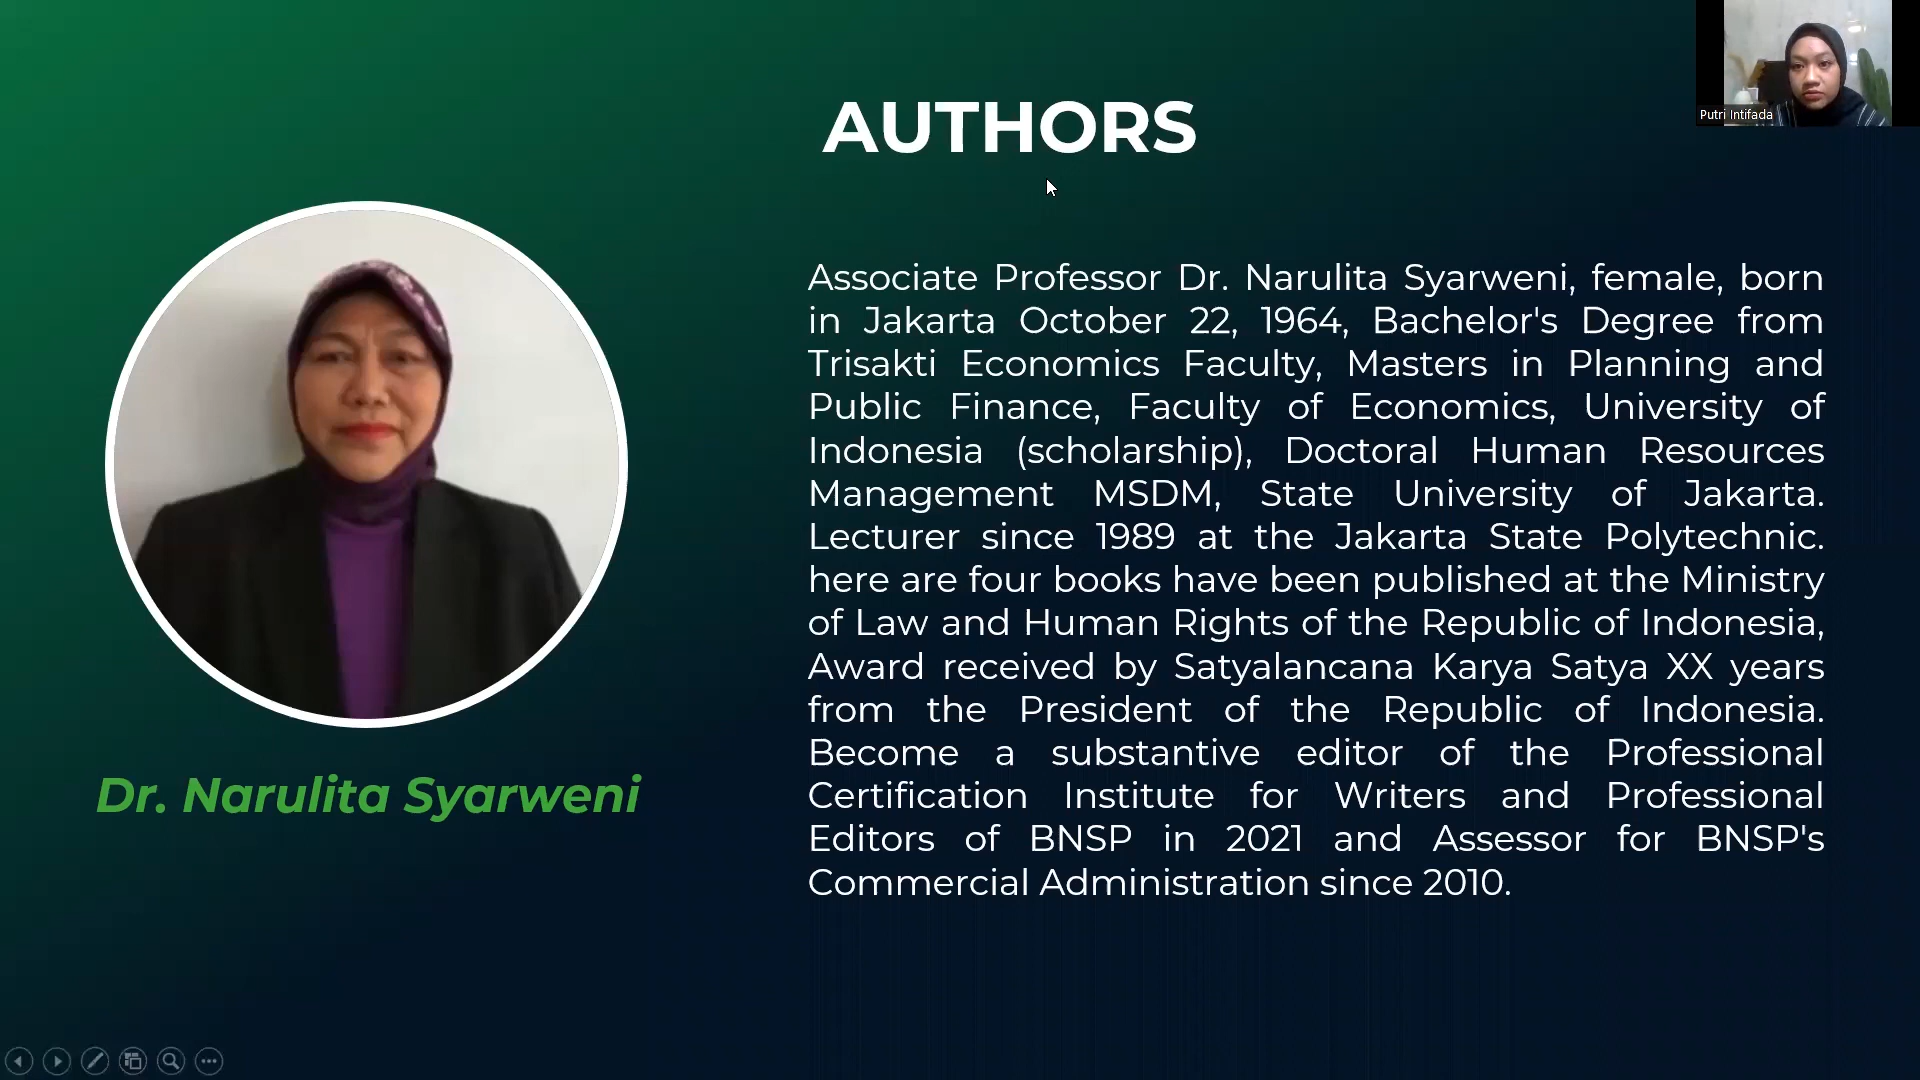 AUTHORS
Putri Intifada
Associate Professor Dr. Narulita Syarweni, female, born
in Jakarta October 22, 1964, Bachelor's Degree from
Trisakti Economics Faculty, Masters in Planning and
Public Finance, Faculty of Economics, University of
Indonesia (scholarship), Doctoral Human Resources
Management MSDM, State University of Jakarta.
Lecturer since 1989 at the Jakarta State Polytechnic.
here are four books have been published at the Ministry
of Law and Human Rights of the Republic of Indonesia,
Award received by Satyalancana Karya Satya XX years
from the President of the Republic of Indonesia.
Become a substantive editor of the Professional
Certification Institute for Writers and Professional
Editors of BNSP in 2021 and Assessor for BNSP's
Commercial Administration since 2010.
Dr. Narulita Syarweni